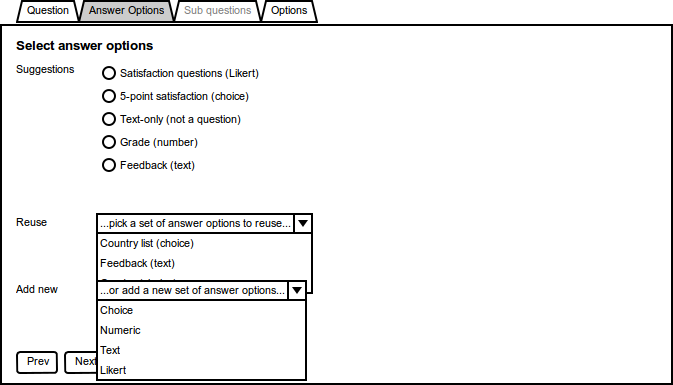 Question Answer Options Sub questions Options
Select answer options
Suggestions
Satisfaction questions (Likert)
5-point satisfaction (choice)
Text-only (not a question)
Grade (number)
Feedback (text)
Reuse ...pick a set of answer options to reuse...
Country list (choice)
Feedback (text)
Add new ...or add a new set of answer options...
Choice
Numeric
Text
Likert
Prev Next